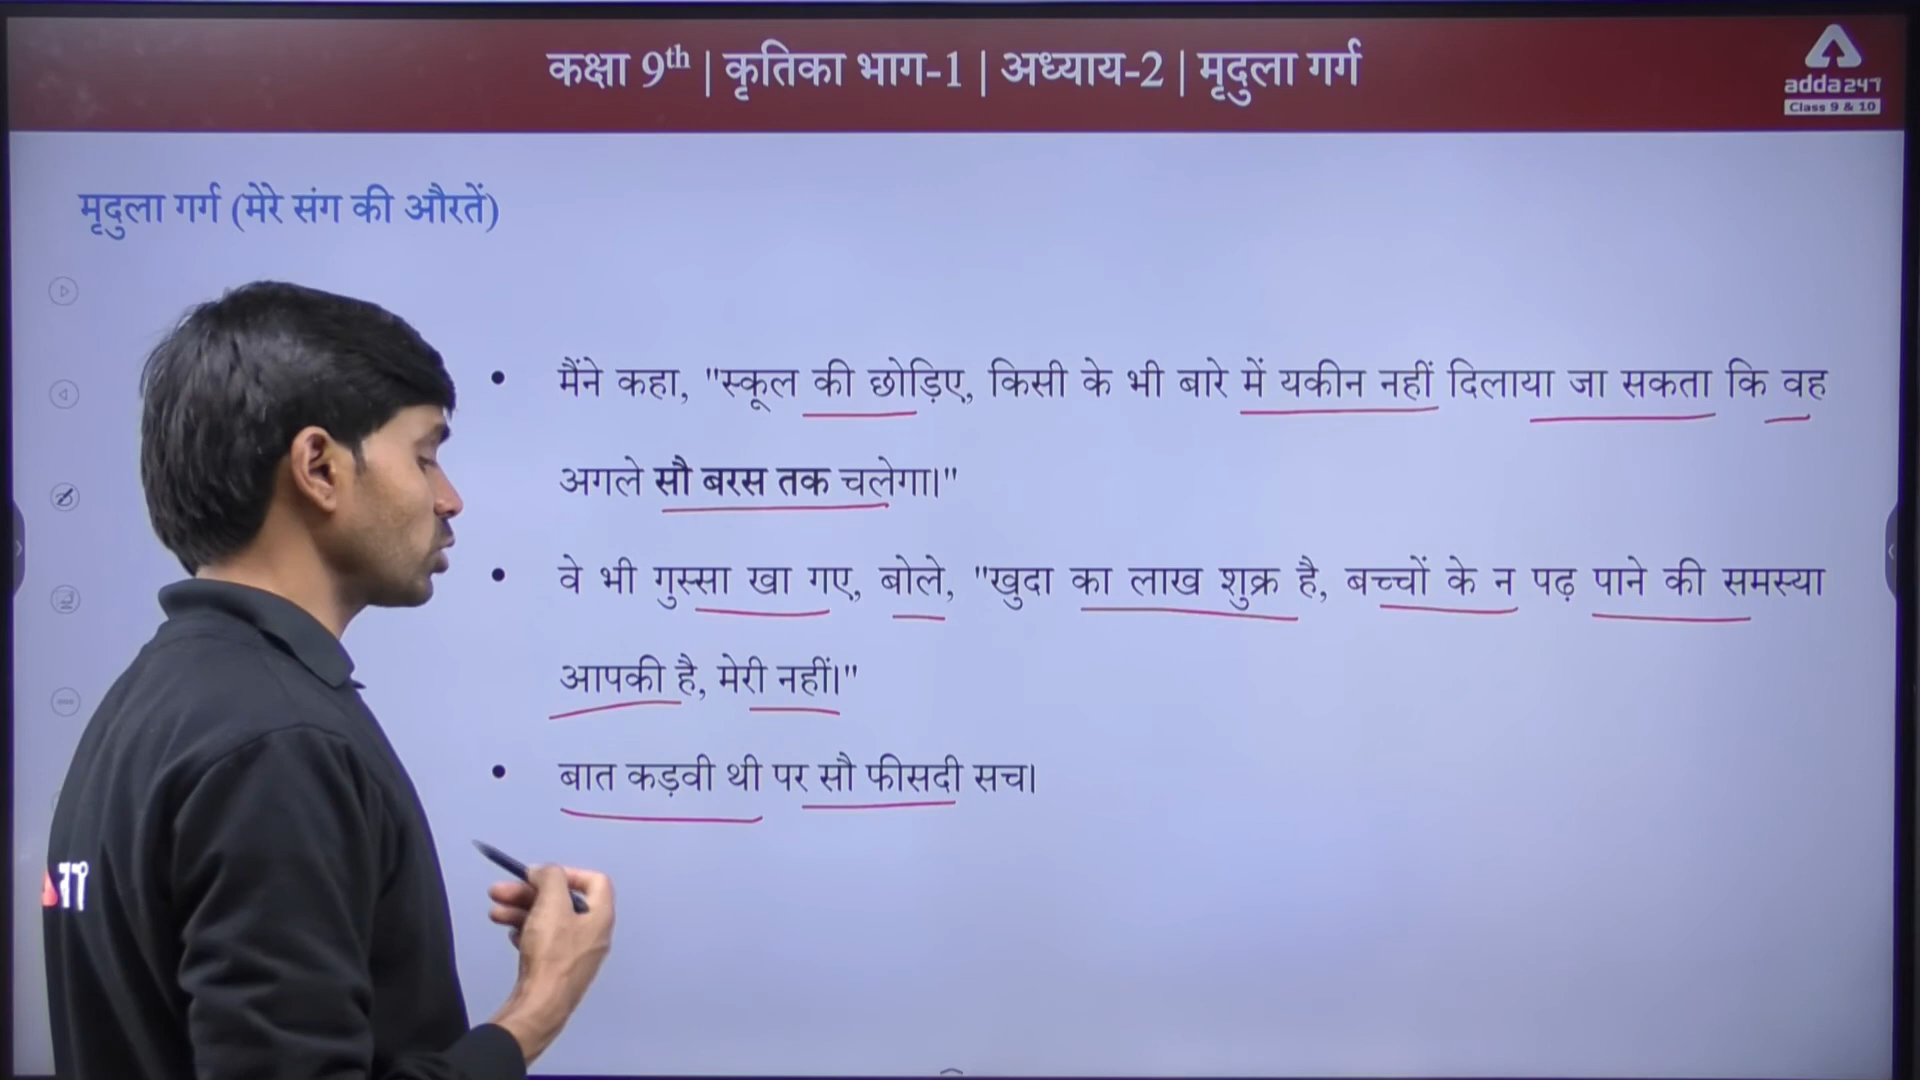 कक्षा 9th | कृतिका भाग-1 | अध्याय-2 | मृदुला गर्ग
adda247
Class 9 & 10
मृदुला गर्ग (मेरे संग की औरतें)
• मैंने कहा, "स्कूल की छोड़िए, किसी के भी बारे में यकीन नहीं दिलाया जा सकता कि वह
अगले सौ बरस तक चलेगा।"
• वे भी गुस्सा खा गए, बोले, "खुदा का लाख शुक्र है, बच्चों के न पढ़ पाने की समस्या
आपकी है, मेरी नहीं।"
• बात कड़वी थी पर सौ फीसदी सच।